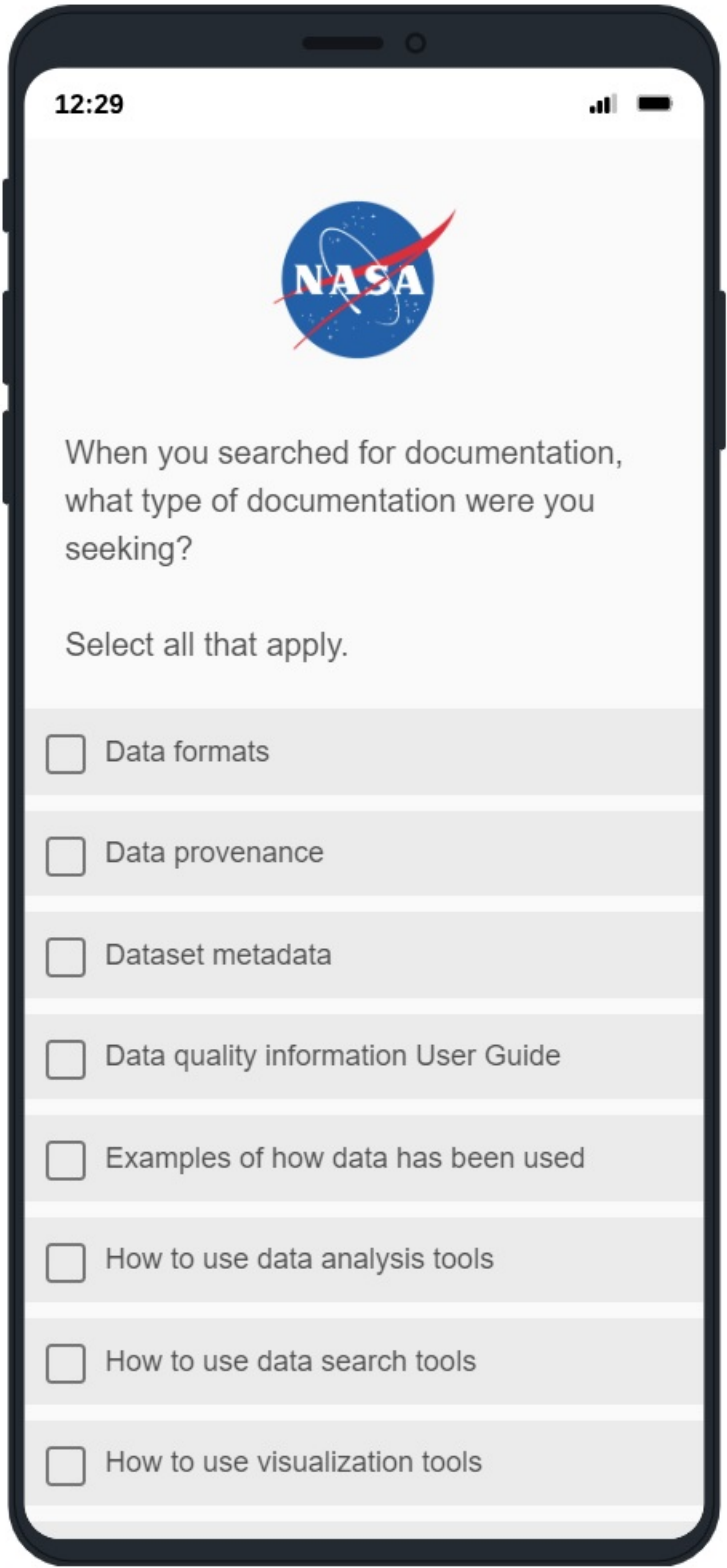 12:29
NASA
When you searched for documentation,
what type of documentation were you
seeking?
Select all that apply.
Data formats
Data provenance
Dataset metadata
Data quality information User Guide
Examples of how data has been used
How to use data analysis tools
How to use data search tools
How to use visualization tools